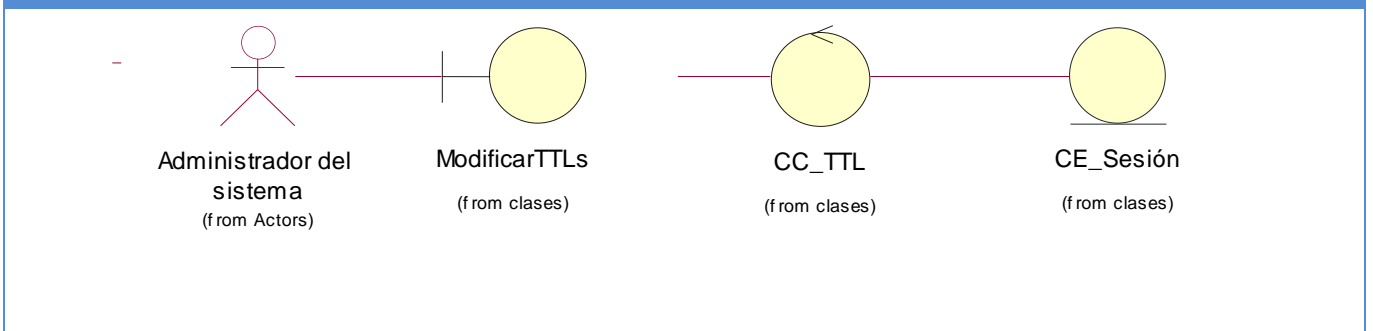 Administrador del
sistema
(from Actors)
ModificarTTLs
(from clases)
CC_TTL
(from clases)
CE_Sesión
(from clases)